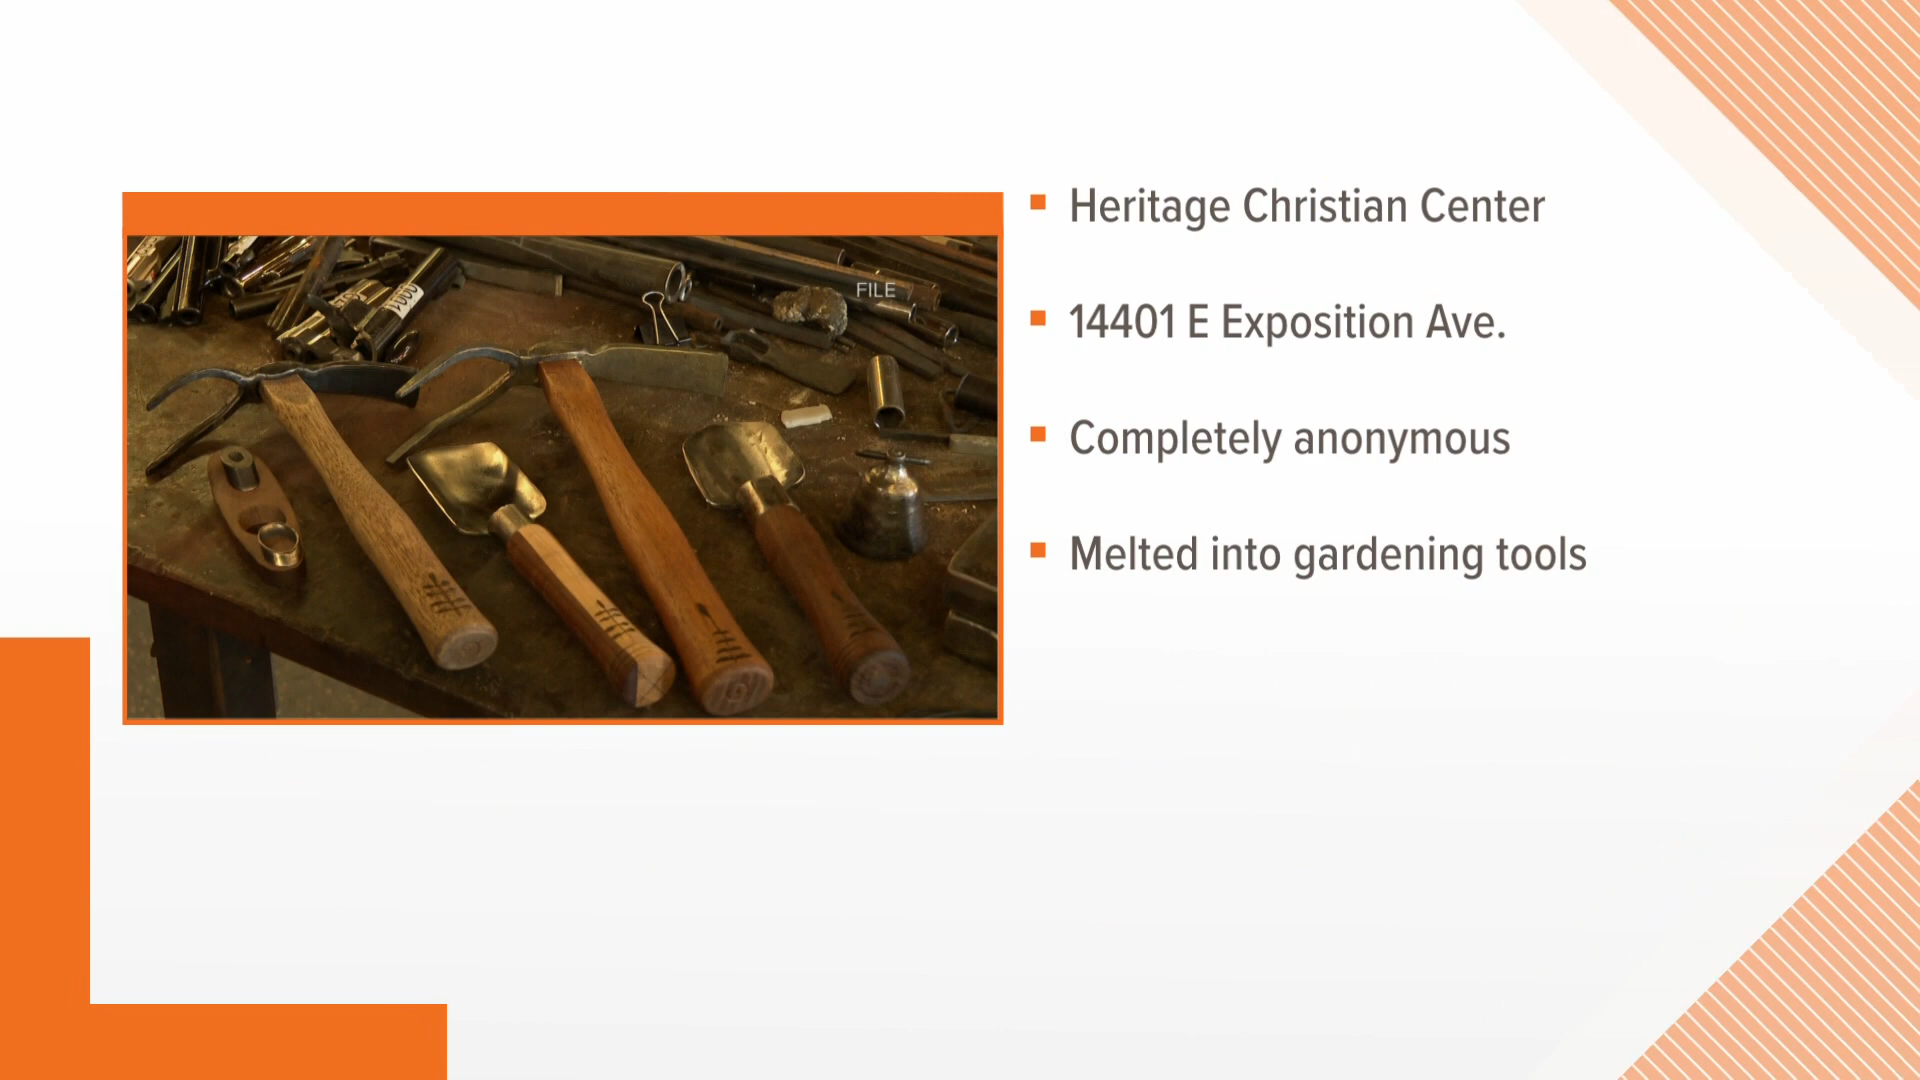 FILE
Heritage Christian Center
14401 E Exposition Ave.
Completely anonymous
Melted into gardening tools